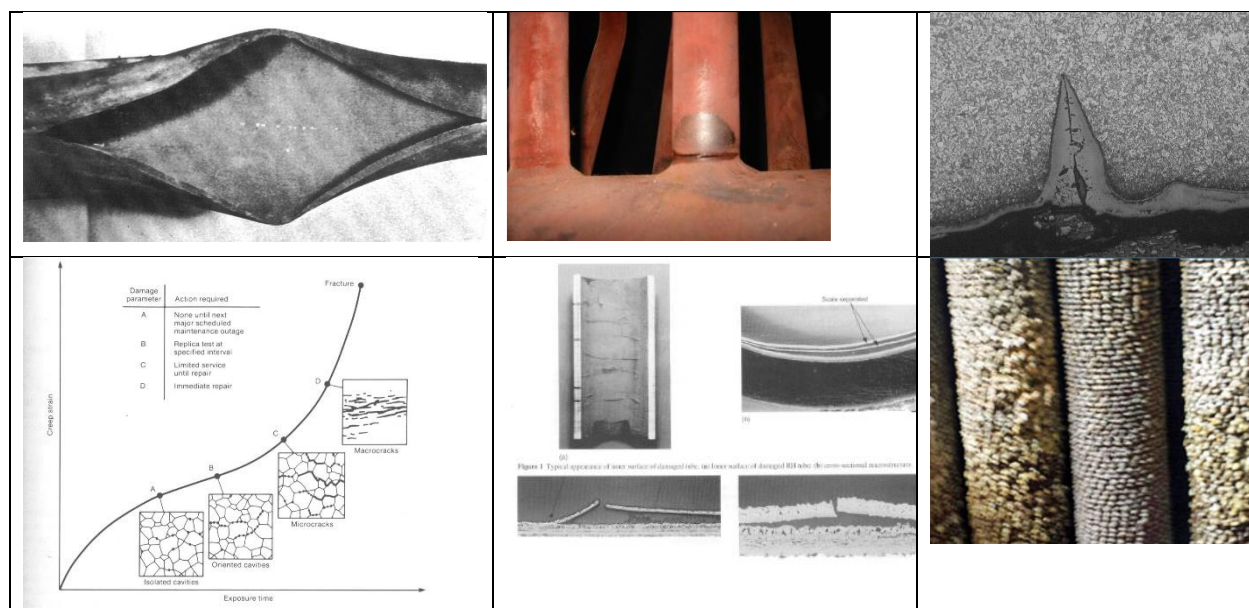 Damage parameter Action required
A None until next major scheduled maintenance outage
B Replica test at specified interval
C Limited service until repair
D Immediate repair
Fracture
D
Macrocracks
C
Microcracks
B
Oriented cavities
A
Isolated cavities
Creep strain
Exposure time
Scale separated
(a)
(b)
Figure 1 Typical appearance of inner surface of damaged tube, (a) inner surface of damaged RH tube, (b) cross-sectional